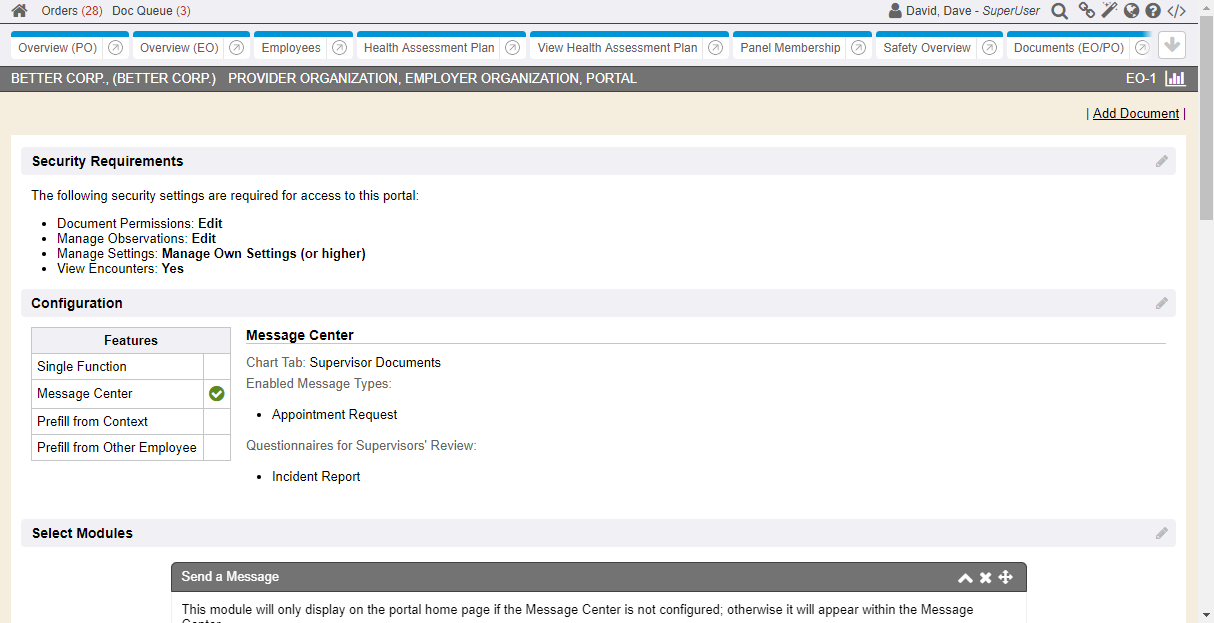 Orders (28) Doc Queue (3) David, Dave - SuperUser
Overview (PO) Overview (EO) Employees Health Assessment Plan View Health Assessment Plan Panel Membership Safety Overview Documents (EO/PO)
BETTER CORP., (BETTER CORP.) PROVIDER ORGANIZATION, EMPLOYER ORGANIZATION, PORTAL EO-1
| Add Document |
Security Requirements
The following security settings are required for access to this portal:
• Document Permissions: Edit
• Manage Observations: Edit
• Manage Settings: Manage Own Settings (or higher)
• View Encounters: Yes
Configuration
Features
Single Function
Message Center
Prefill from Context
Prefill from Other Employee
Message Center
Chart Tab: Supervisor Documents
Enabled Message Types:
• Appointment Request
Questionnaires for Supervisors' Review:
• Incident Report
Select Modules
Send a Message
This module will only display on the portal home page if the Message Center is not configured; otherwise it will appear within the Message
Center.